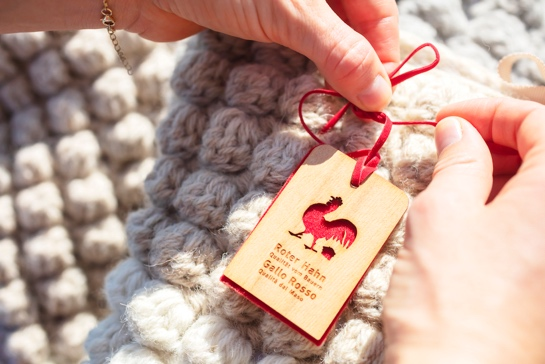 Roter Hahn
Qualität vom Bauern
Gallo Rosso
Qualità dal Maso